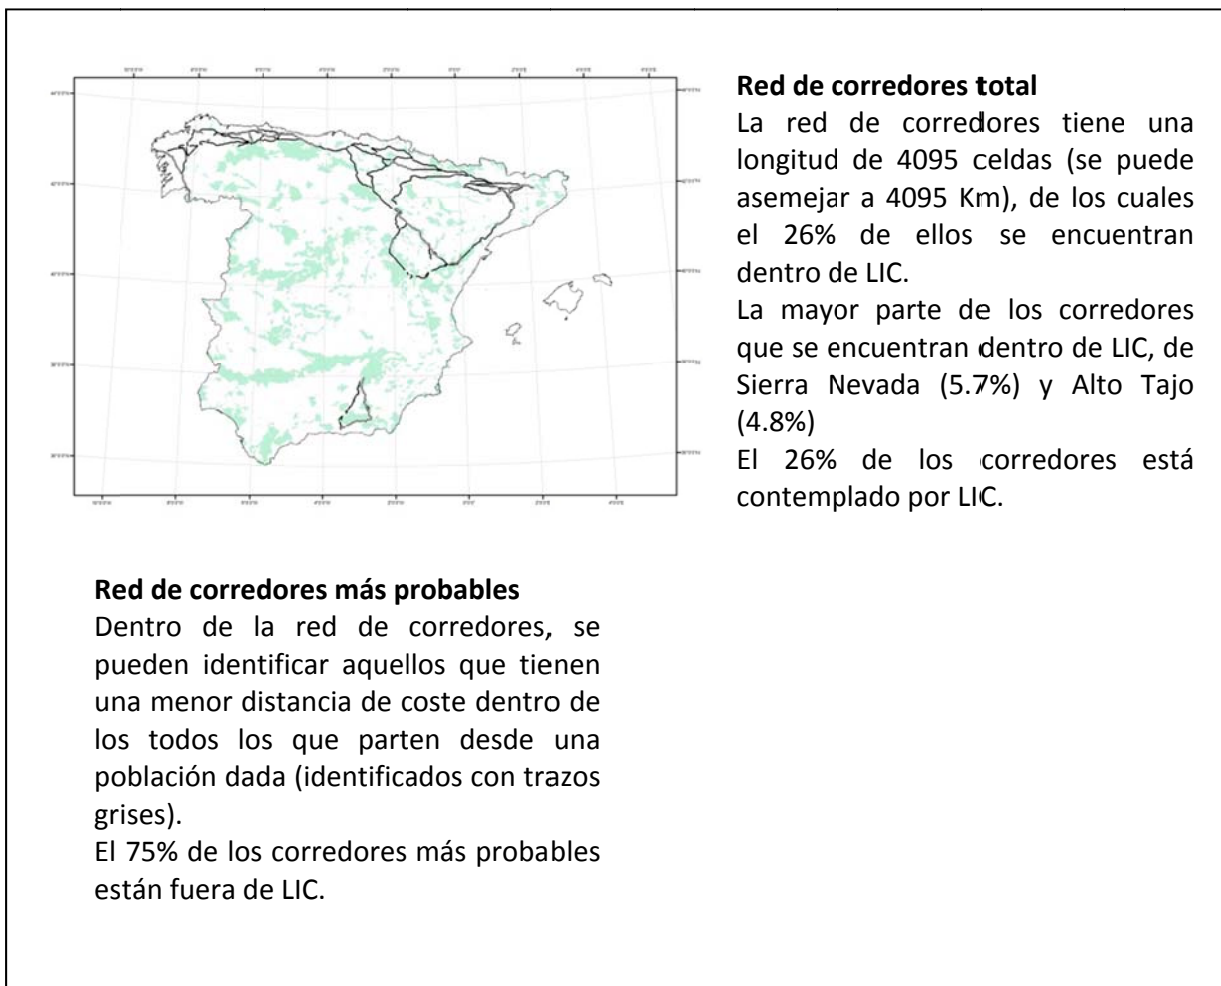 Red de corredores total
La red de corredores tiene una
longitud de 4095 celdas (se puede
asemejar a 4095 Km), de los cuales
el 26% de ellos se encuentran
dentro de LIC.
La mayor parte de los corredores
que se encuentran dentro de LIC, de
Sierra Nevada (5.7%) y Alto Tajo
(4.8%)
El 26% de los corredores está
contemplado por LIC.
Red de corredores más probables
Dentro de la red de corredores, se
pueden identificar aquellos que tienen
una menor distancia de coste dentro de
los todos los que parten desde una
población dada (identificados con trazos
grises).
El 75% de los corredores más probables
están fuera de LIC.